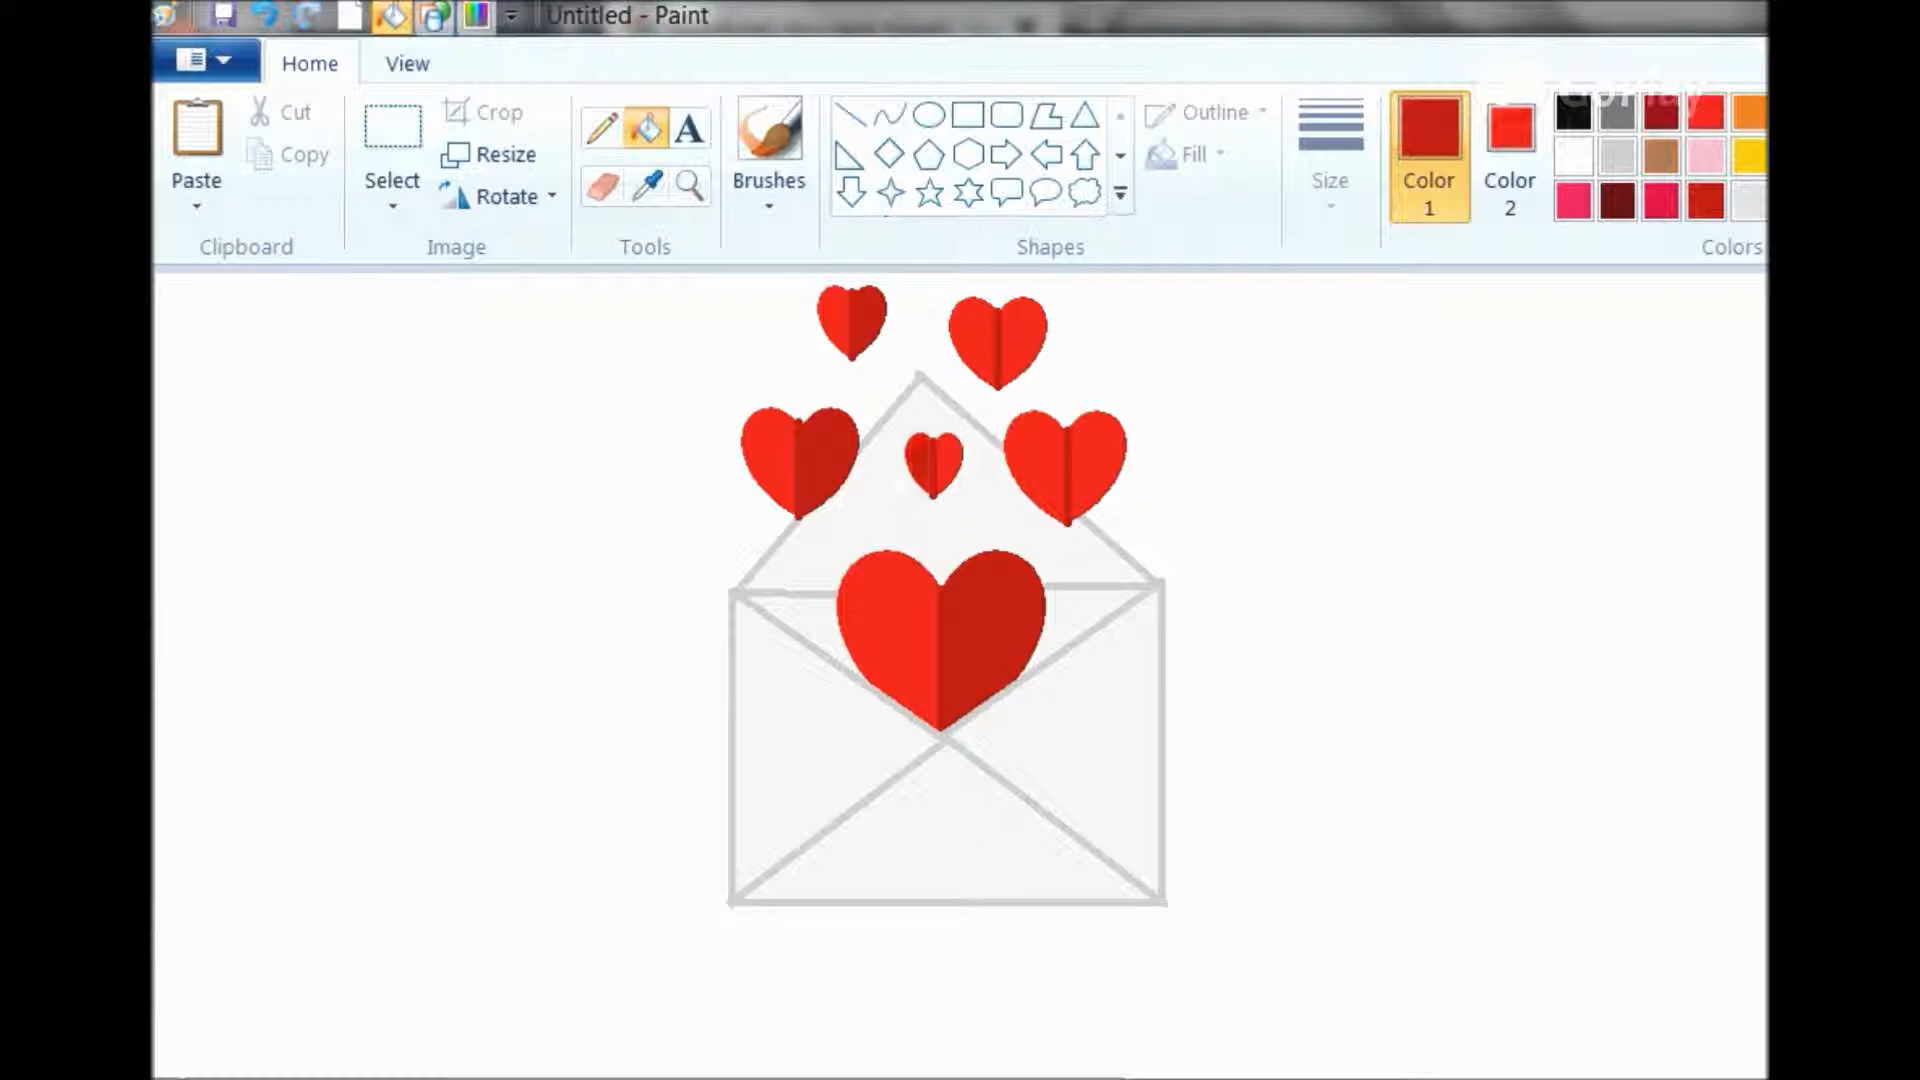 Untitled - Paint
Home View
Cut
Copy
Paste
Clipboard
Crop
Resize
Rotate
Select
Image
A
Tools
Brushes
Shapes
Outline
Fill
Size
Color
1
Color
2
Colors